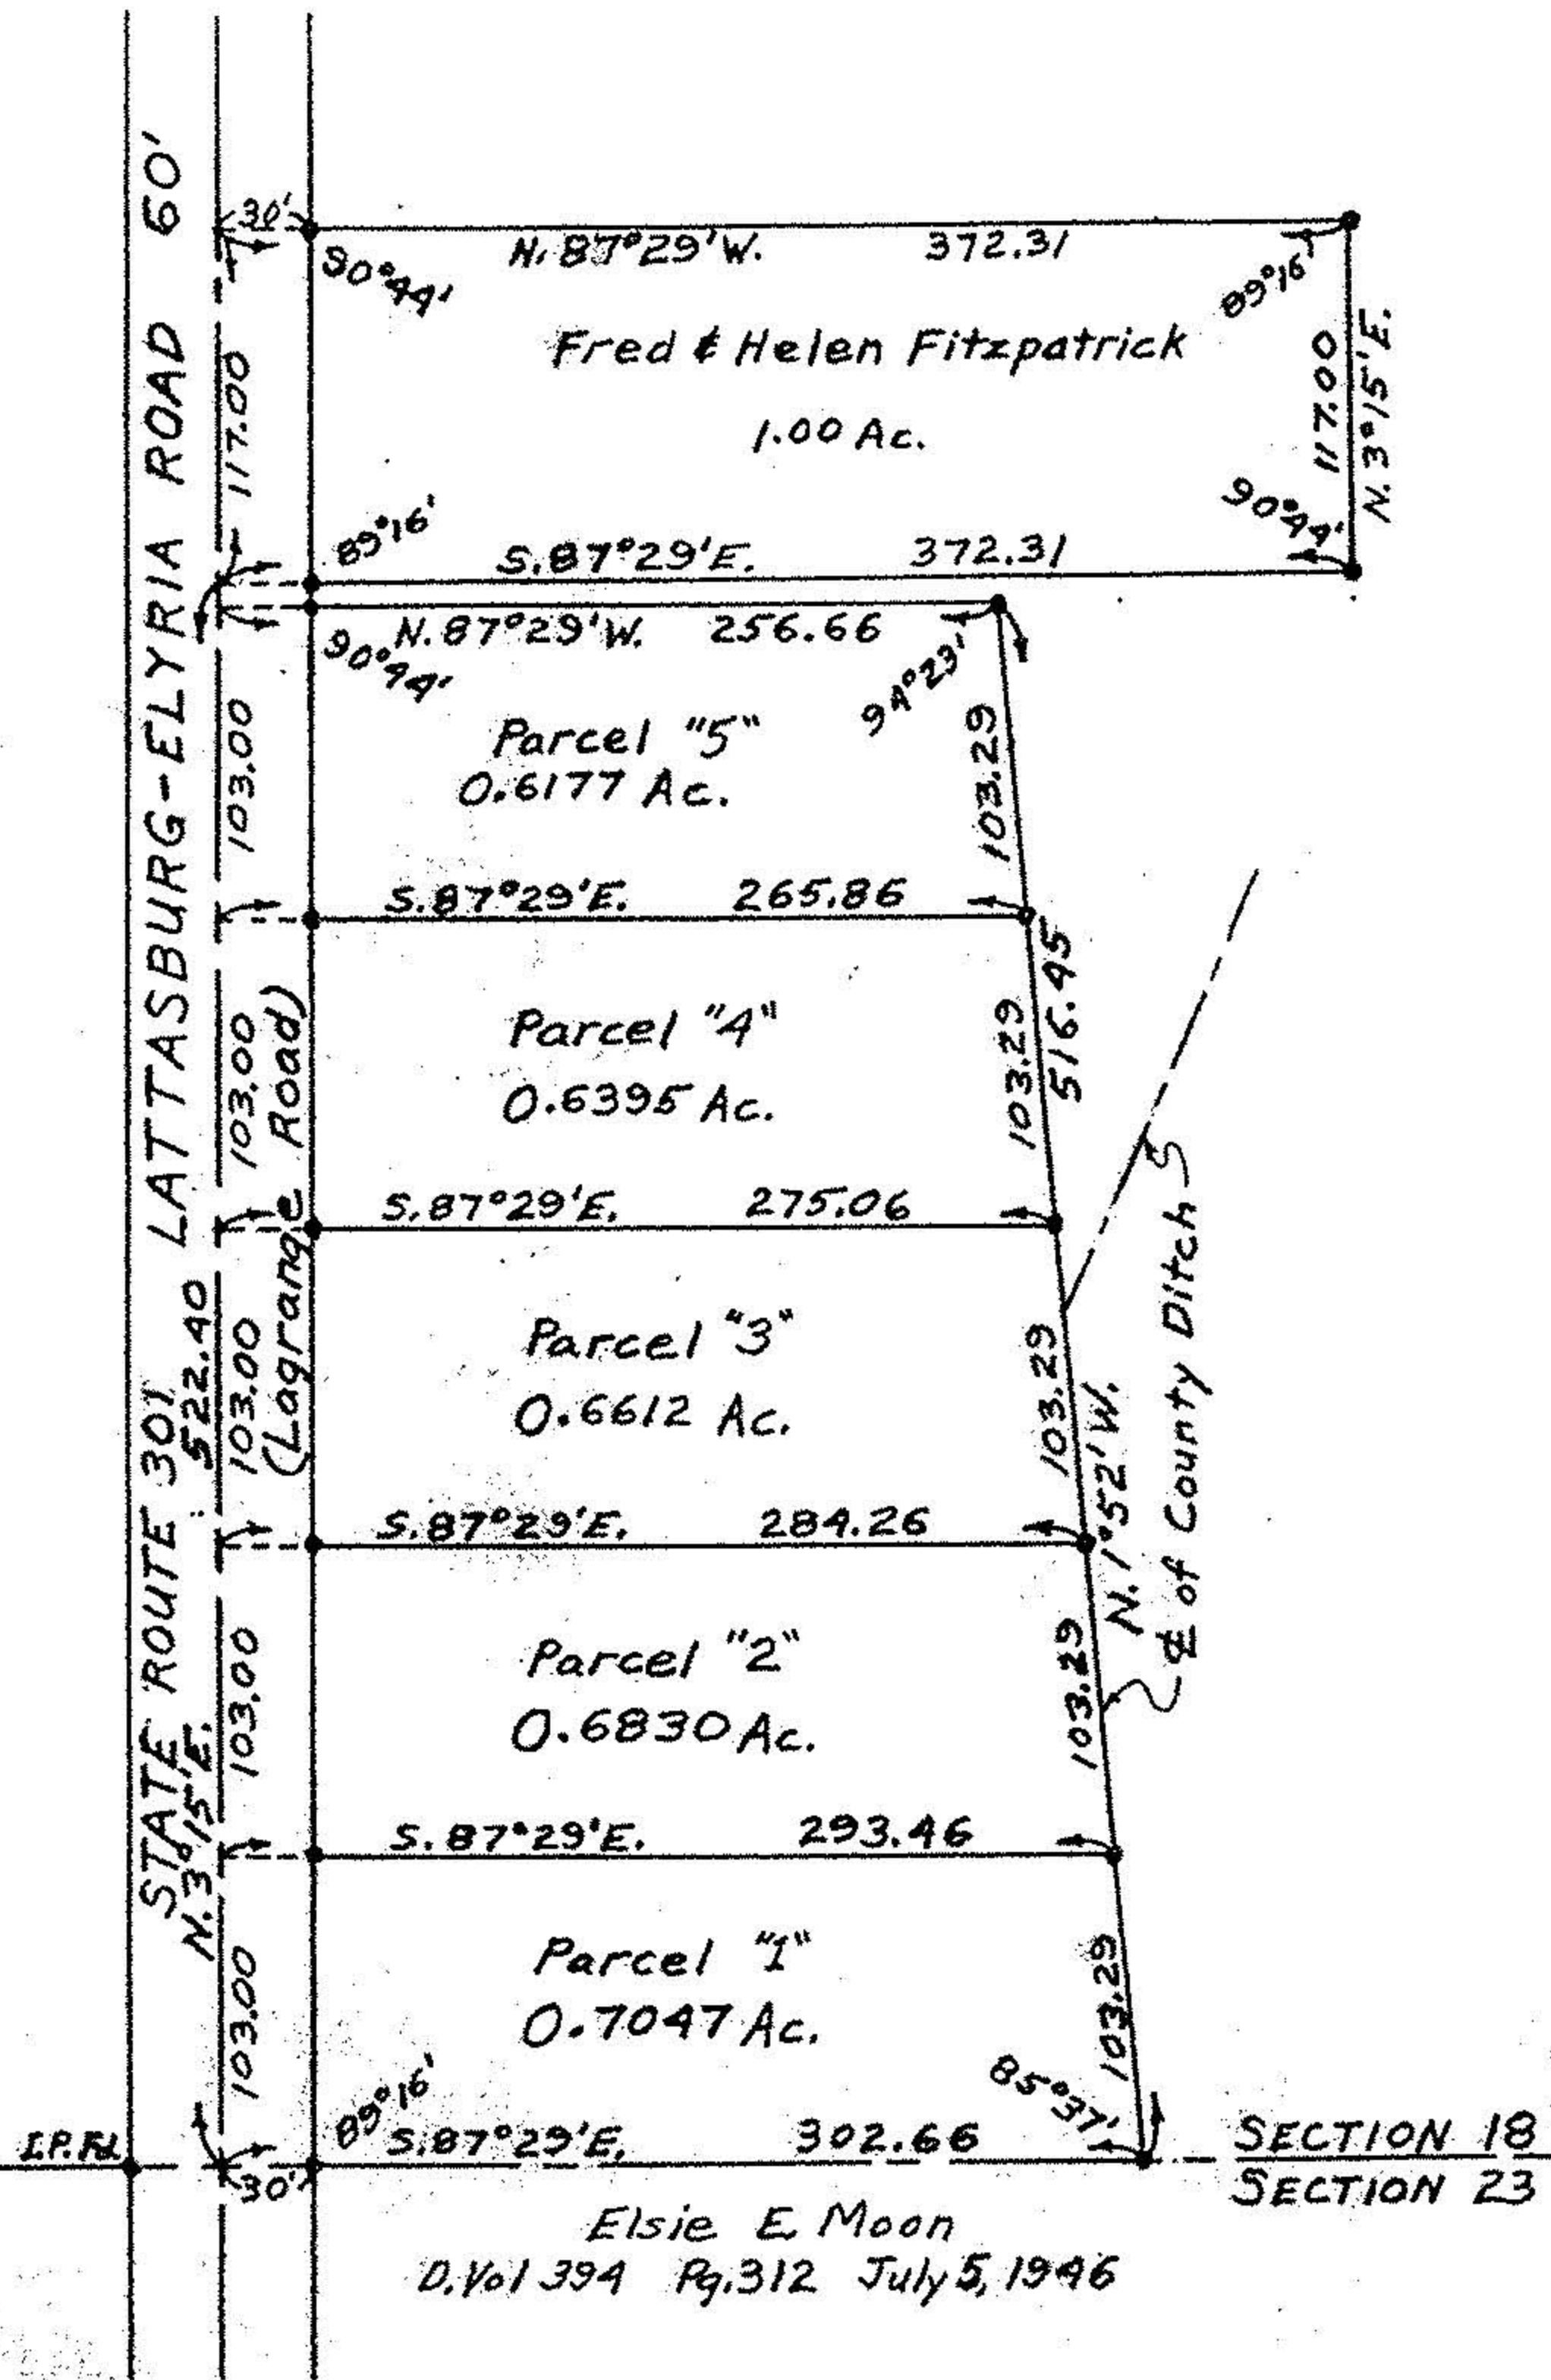 STATE ROUTE 301 LATTASBURG-ELYRIA ROAD 60'
(Lagrange Road)
N.3°15'E. 522.40
30'
N.87°29'W. 372.31
90°44'
89°16'
117.00
Fred & Helen Fitzpatrick
1.00 Ac.
117.00
N.3°15'E.
89°16'
90°44'
S.87°29'E. 372.31
N.87°29'W. 256.66
90°44'
94°23'
103.00
Parcel "5"
0.6177 Ac.
103.29
S.87°29'E. 265.86
516.45
103.00
Parcel "4"
0.6395 Ac.
103.29
S.87°29'E. 275.06
103.00
Parcel "3"
0.6612 Ac.
103.29
N.1°52'W.
℄ of County Ditch 5
S.87°29'E. 284.26
103.00
Parcel "2"
0.6830 Ac.
103.29
S.87°29'E. 293.46
103.00
Parcel "1"
0.7047 Ac.
103.29
89°16'
85°37'
I.P.Fd.
S.87°29'E. 302.66
30'
SECTION 18
SECTION 23
Elsie E. Moon
D.Vol 394 Pg.312 July 5, 1946